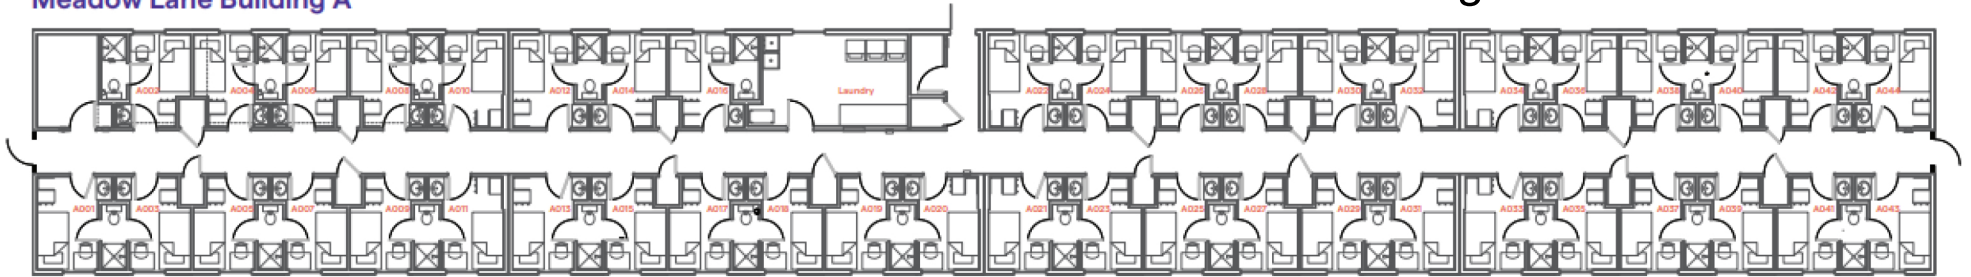 Meadow Lane Building A
A002 A004 A006 A008 A010 A012 A014 A016 Laundry A022 A024 A026 A028 A030 A032 A034 A036 A038 A040 A042 A044
A001 A003 A005 A007 A009 A011 A013 A015 A017 A018 A019 A020 A021 A023 A025 A027 A029 A031 A033 A035 A037 A039 A041 A043